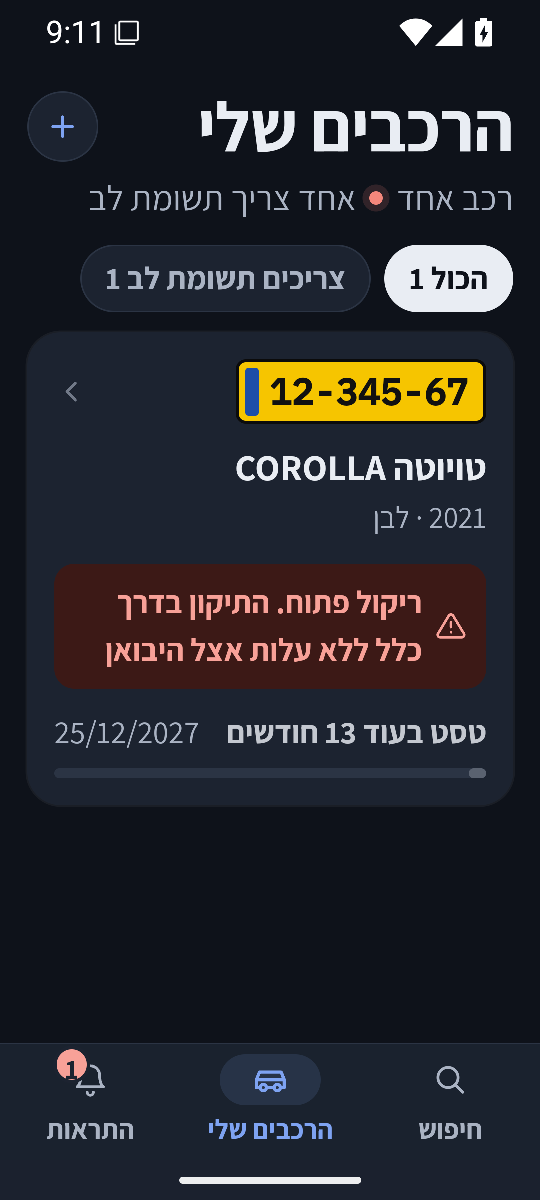 9:11
הרכבים שלי
רכב אחד
אחד צריך תשומת לב
הכול 1
צריכים תשומת לב 1
12-345-67
טויוטה COROLLA
2021 · לבן
ריקול פתוח. התיקון בדרך
כלל ללא עלות אצל היבואן
טסט בעוד 13 חודשים
25/12/2027
חיפוש
הרכבים שלי
1
התראות